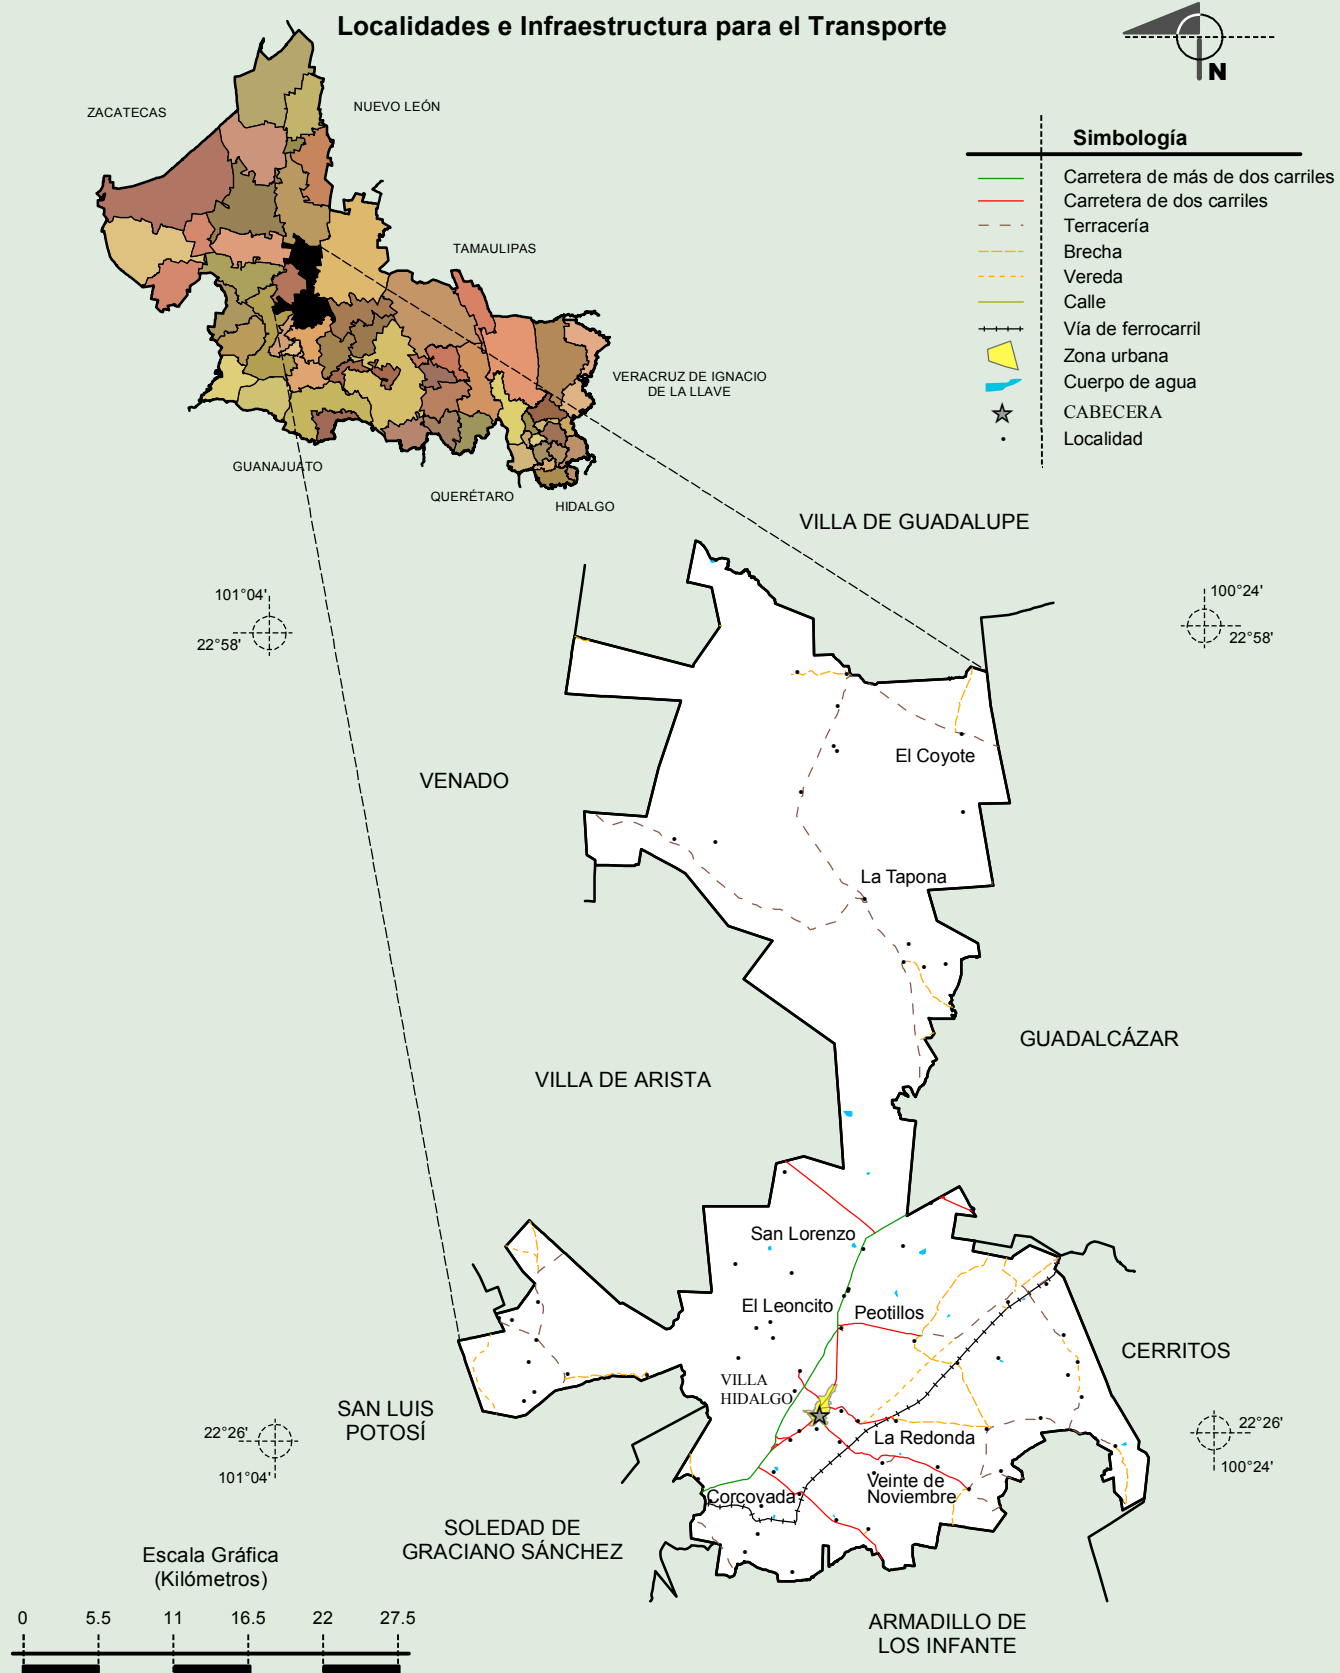 Localidades e Infraestructura para el Transporte
N
ZACATECAS
NUEVO LEÓN
TAMAULIPAS
VERACRUZ DE IGNACIO
DE LA LLAVE
GUANAJUATO
QUERÉTARO
HIDALGO
Simbología
Carretera de más de dos carriles
Carretera de dos carriles
Terracería
Brecha
Vereda
Calle
Vía de ferrocarril
Zona urbana
Cuerpo de agua
CABECERA
Localidad
VILLA DE GUADALUPE
101°04'
22°58'
100°24'
22°58'
El Coyote
VENADO
La Tapona
GUADALCÁZAR
VILLA DE ARISTA
San Lorenzo
El Leoncito
Peotillos
CERRITOS
VILLA
HIDALGO
SAN LUIS
POTOSÍ
22°26'
101°04'
22°26'
100°24'
La Redonda
Veinte de
Noviembre
Corcovada
SOLEDAD DE
GRACIANO SÁNCHEZ
ARMADILLO DE
LOS INFANTE
Escala Gráfica
(Kilómetros)
0 5.5 11 16.5 22 27.5